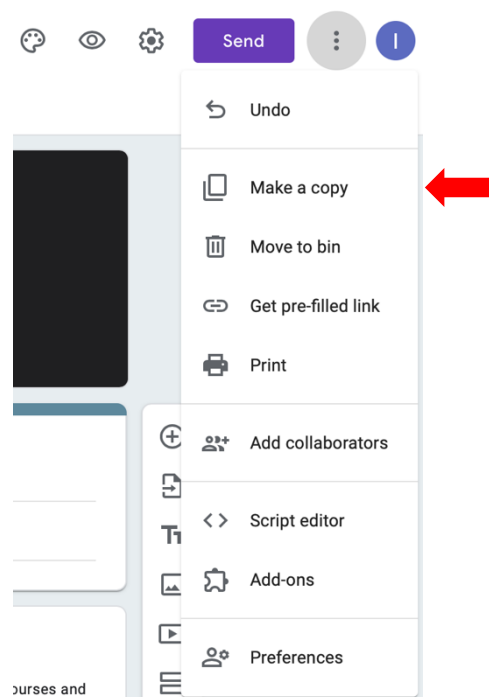 Send
I
Undo
Make a copy
Move to bin
Get pre-filled link
Print
Add collaborators
Script editor
Add-ons
Preferences
ourses and